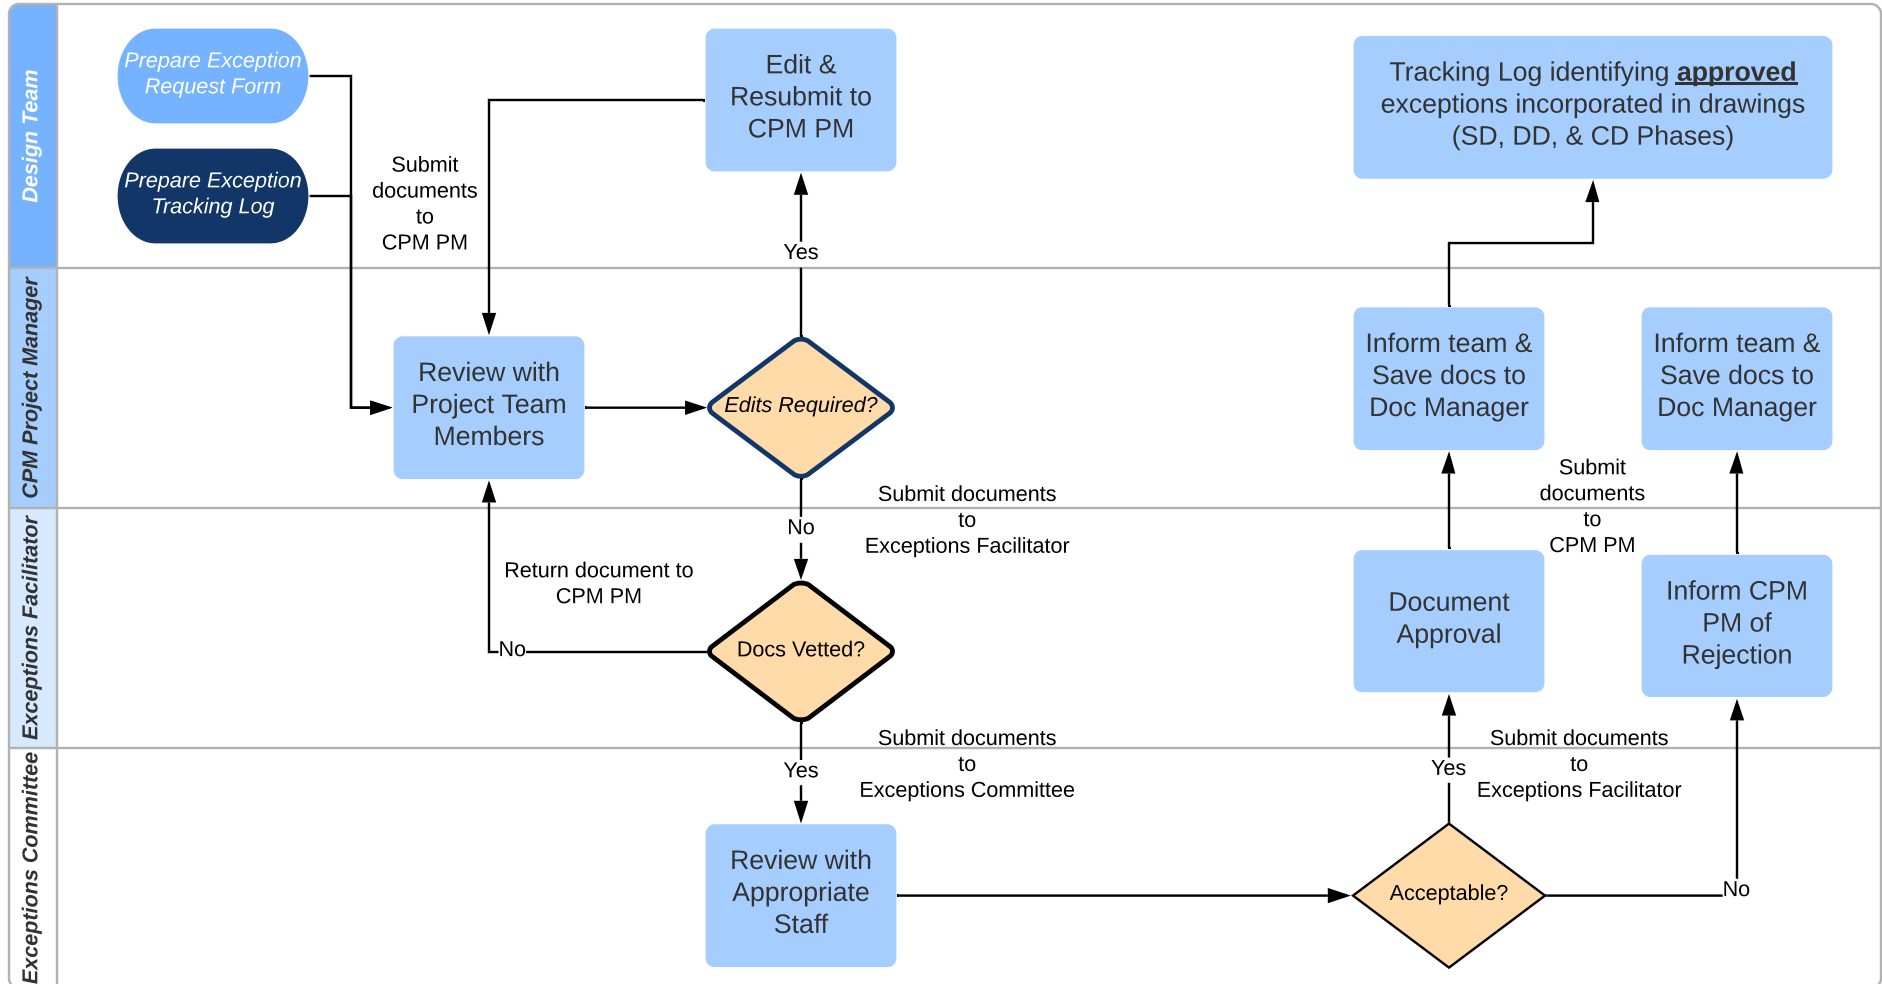 Design Team
Prepare Exception
Request Form
Prepare Exception
Tracking Log
Submit
documents
to
CPM PM
Edit &
Resubmit to
CPM PM
Yes
Tracking Log identifying approved
exceptions incorporated in drawings
(SD, DD, & CD Phases)
CPM Project Manager
Review with
Project Team
Members
Edits Required?
Inform team &
Save docs to
Doc Manager
Inform team &
Save docs to
Doc Manager
Submit
documents
to
CPM PM
Exceptions Facilitator
No
Submit documents
to
Exceptions Facilitator
Return document to
CPM PM
No
Docs Vetted?
Document
Approval
Inform CPM
PM of
Rejection
Exceptions Committee
Yes
Submit documents
to
Exceptions Committee
Yes
Submit documents
to
Exceptions Facilitator
Review with
Appropriate
Staff
Acceptable?
No